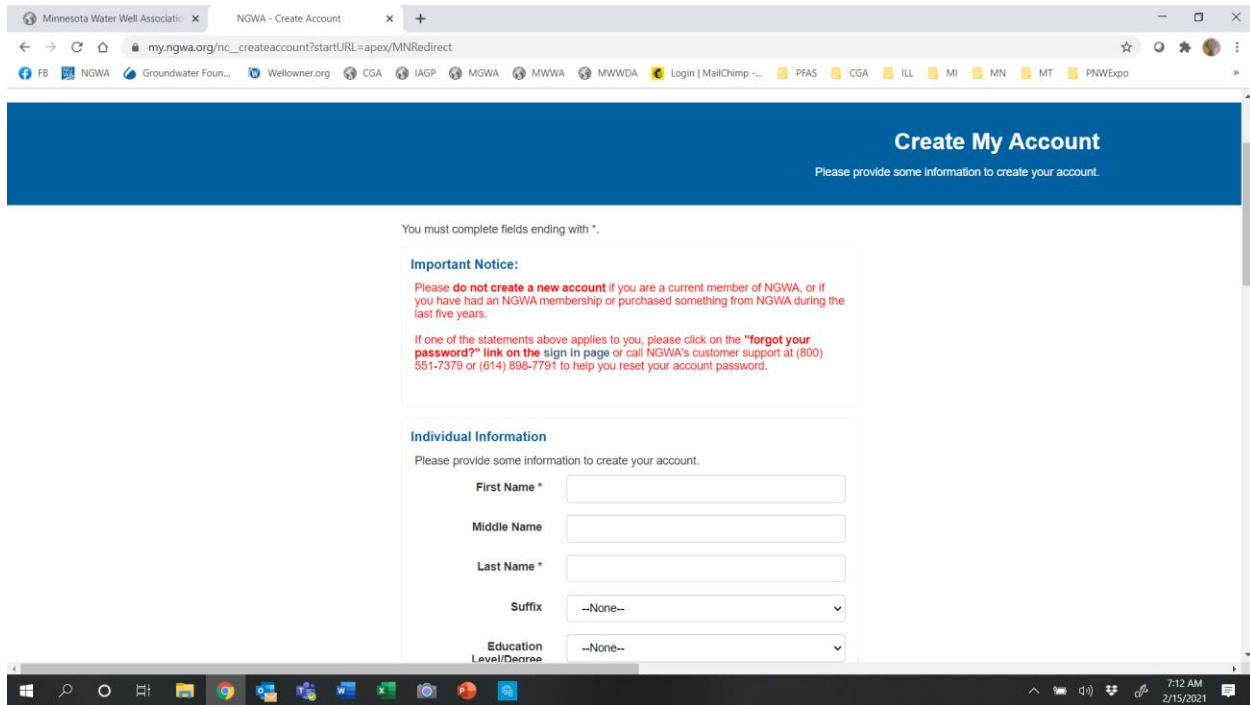 Minnesota Water Well Associatio
NGWA - Create Account
my.ngwa.org/nc__createaccount?startURL=apex/MNRedirect
FB NGWA Groundwater Foun... Wellowner.org CGA IAGP MGWA MWWA MWWDA Login | MailChimp -... PFAS CGA ILL MI MN MT PNWExpo »
Create My Account
Please provide some information to create your account.
You must complete fields ending with *.
Important Notice:
Please do not create a new account if you are a current member of NGWA, or if
you have had an NGWA membership or purchased something from NGWA during the
last five years.
If one of the statements above applies to you, please click on the "forgot your
password?" link on the sign in page or call NGWA's customer support at (800)
551-7379 or (614) 898-7791 to help you reset your account password.
Individual Information
Please provide some information to create your account.
First Name *
Middle Name
Last Name *
Suffix --None--
Education --None--
Level/Degree
7:12 AM
2/15/2021